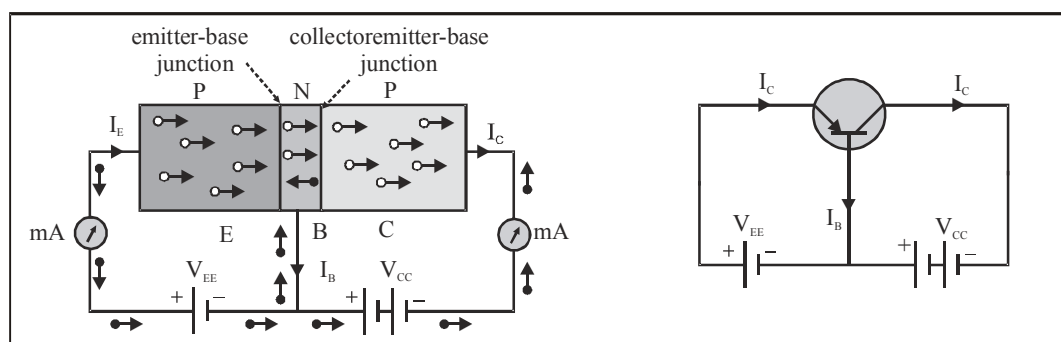 emitter-base
junction
collectoremitter-base
junction
P N P
I_E
I_C
mA
E B C
mA
V_EE
I_B
V_CC
+ −
+ −
I_C
I_C
I_B
V_EE
V_CC
+ −
+ −